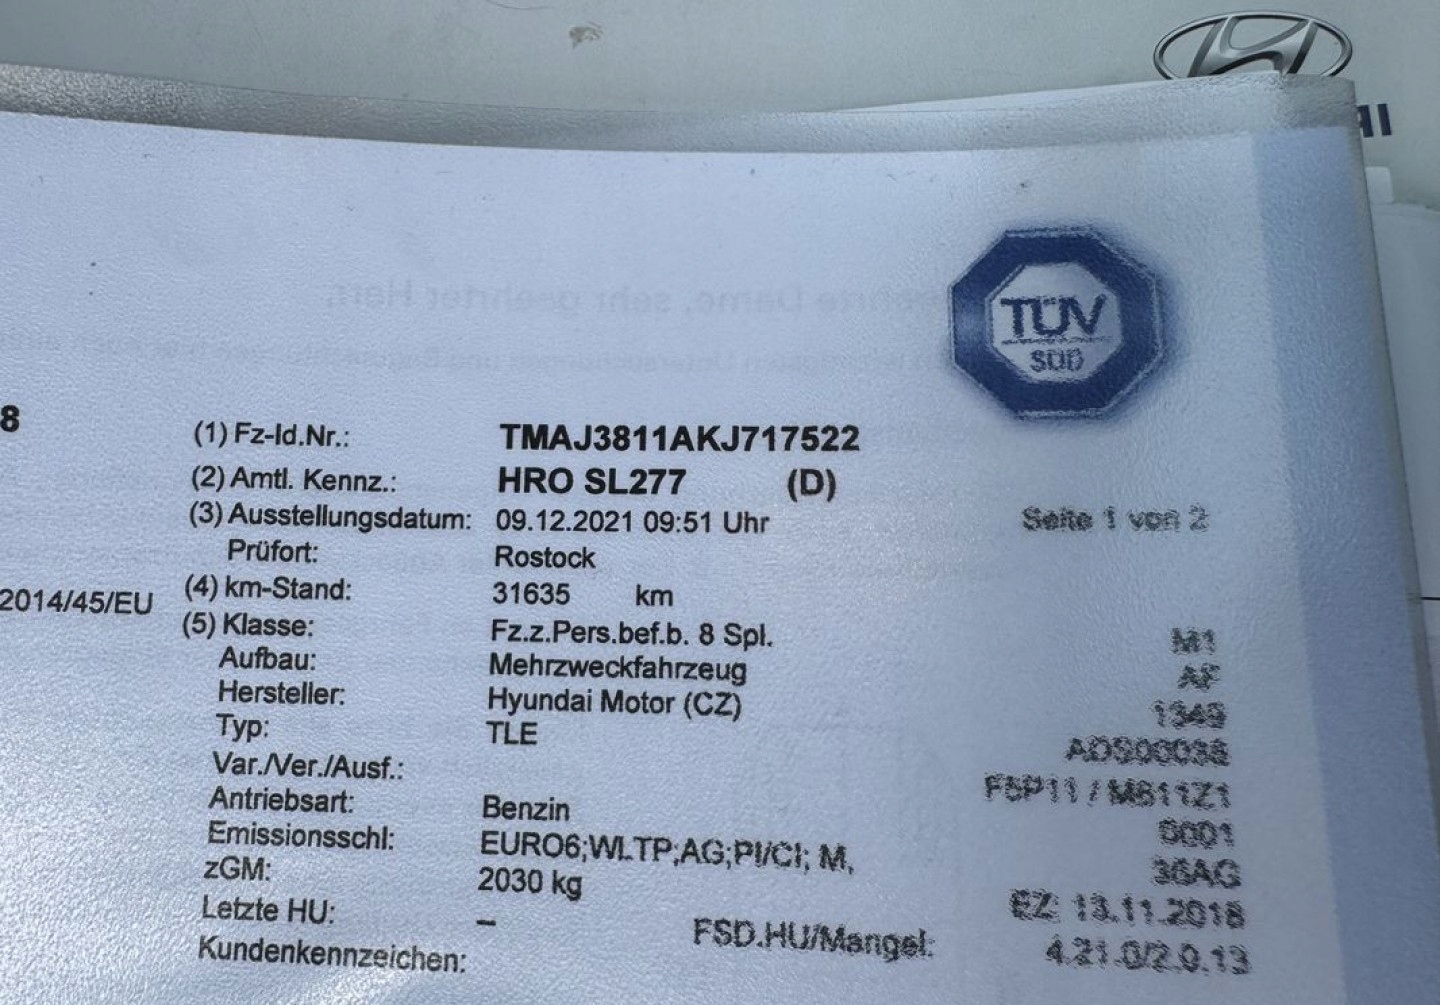 TÜV
SÜD
8
(1) Fz-Id.Nr.: TMAJ3811AKJ717522
(2) Amtl. Kennz.: HRO SL277 (D)
(3) Ausstellungsdatum: 09.12.2021 09:51 Uhr Seite 1 von 2
Prüfort: Rostock
2014/45/EU (4) km-Stand: 31635 km
(5) Klasse: Fz.z.Pers.bef.b. 8 Spl. M1
Aufbau: Mehrzweckfahrzeug AF
Hersteller: Hyundai Motor (CZ) 1349
Typ: TLE ADS00038
Var./Ver./Ausf.: F5P11 / M611Z1
Antriebsart: Benzin 0001
Emissionsschl: EURO6;WLTP;AG;PI/CI; M, 36AG
zGM: 2030 kg EZ: 13.11.2018
Letzte HU: – FSD.HU/Mangel: 4.21.0/2.0.13
Kundenkennzeichen: